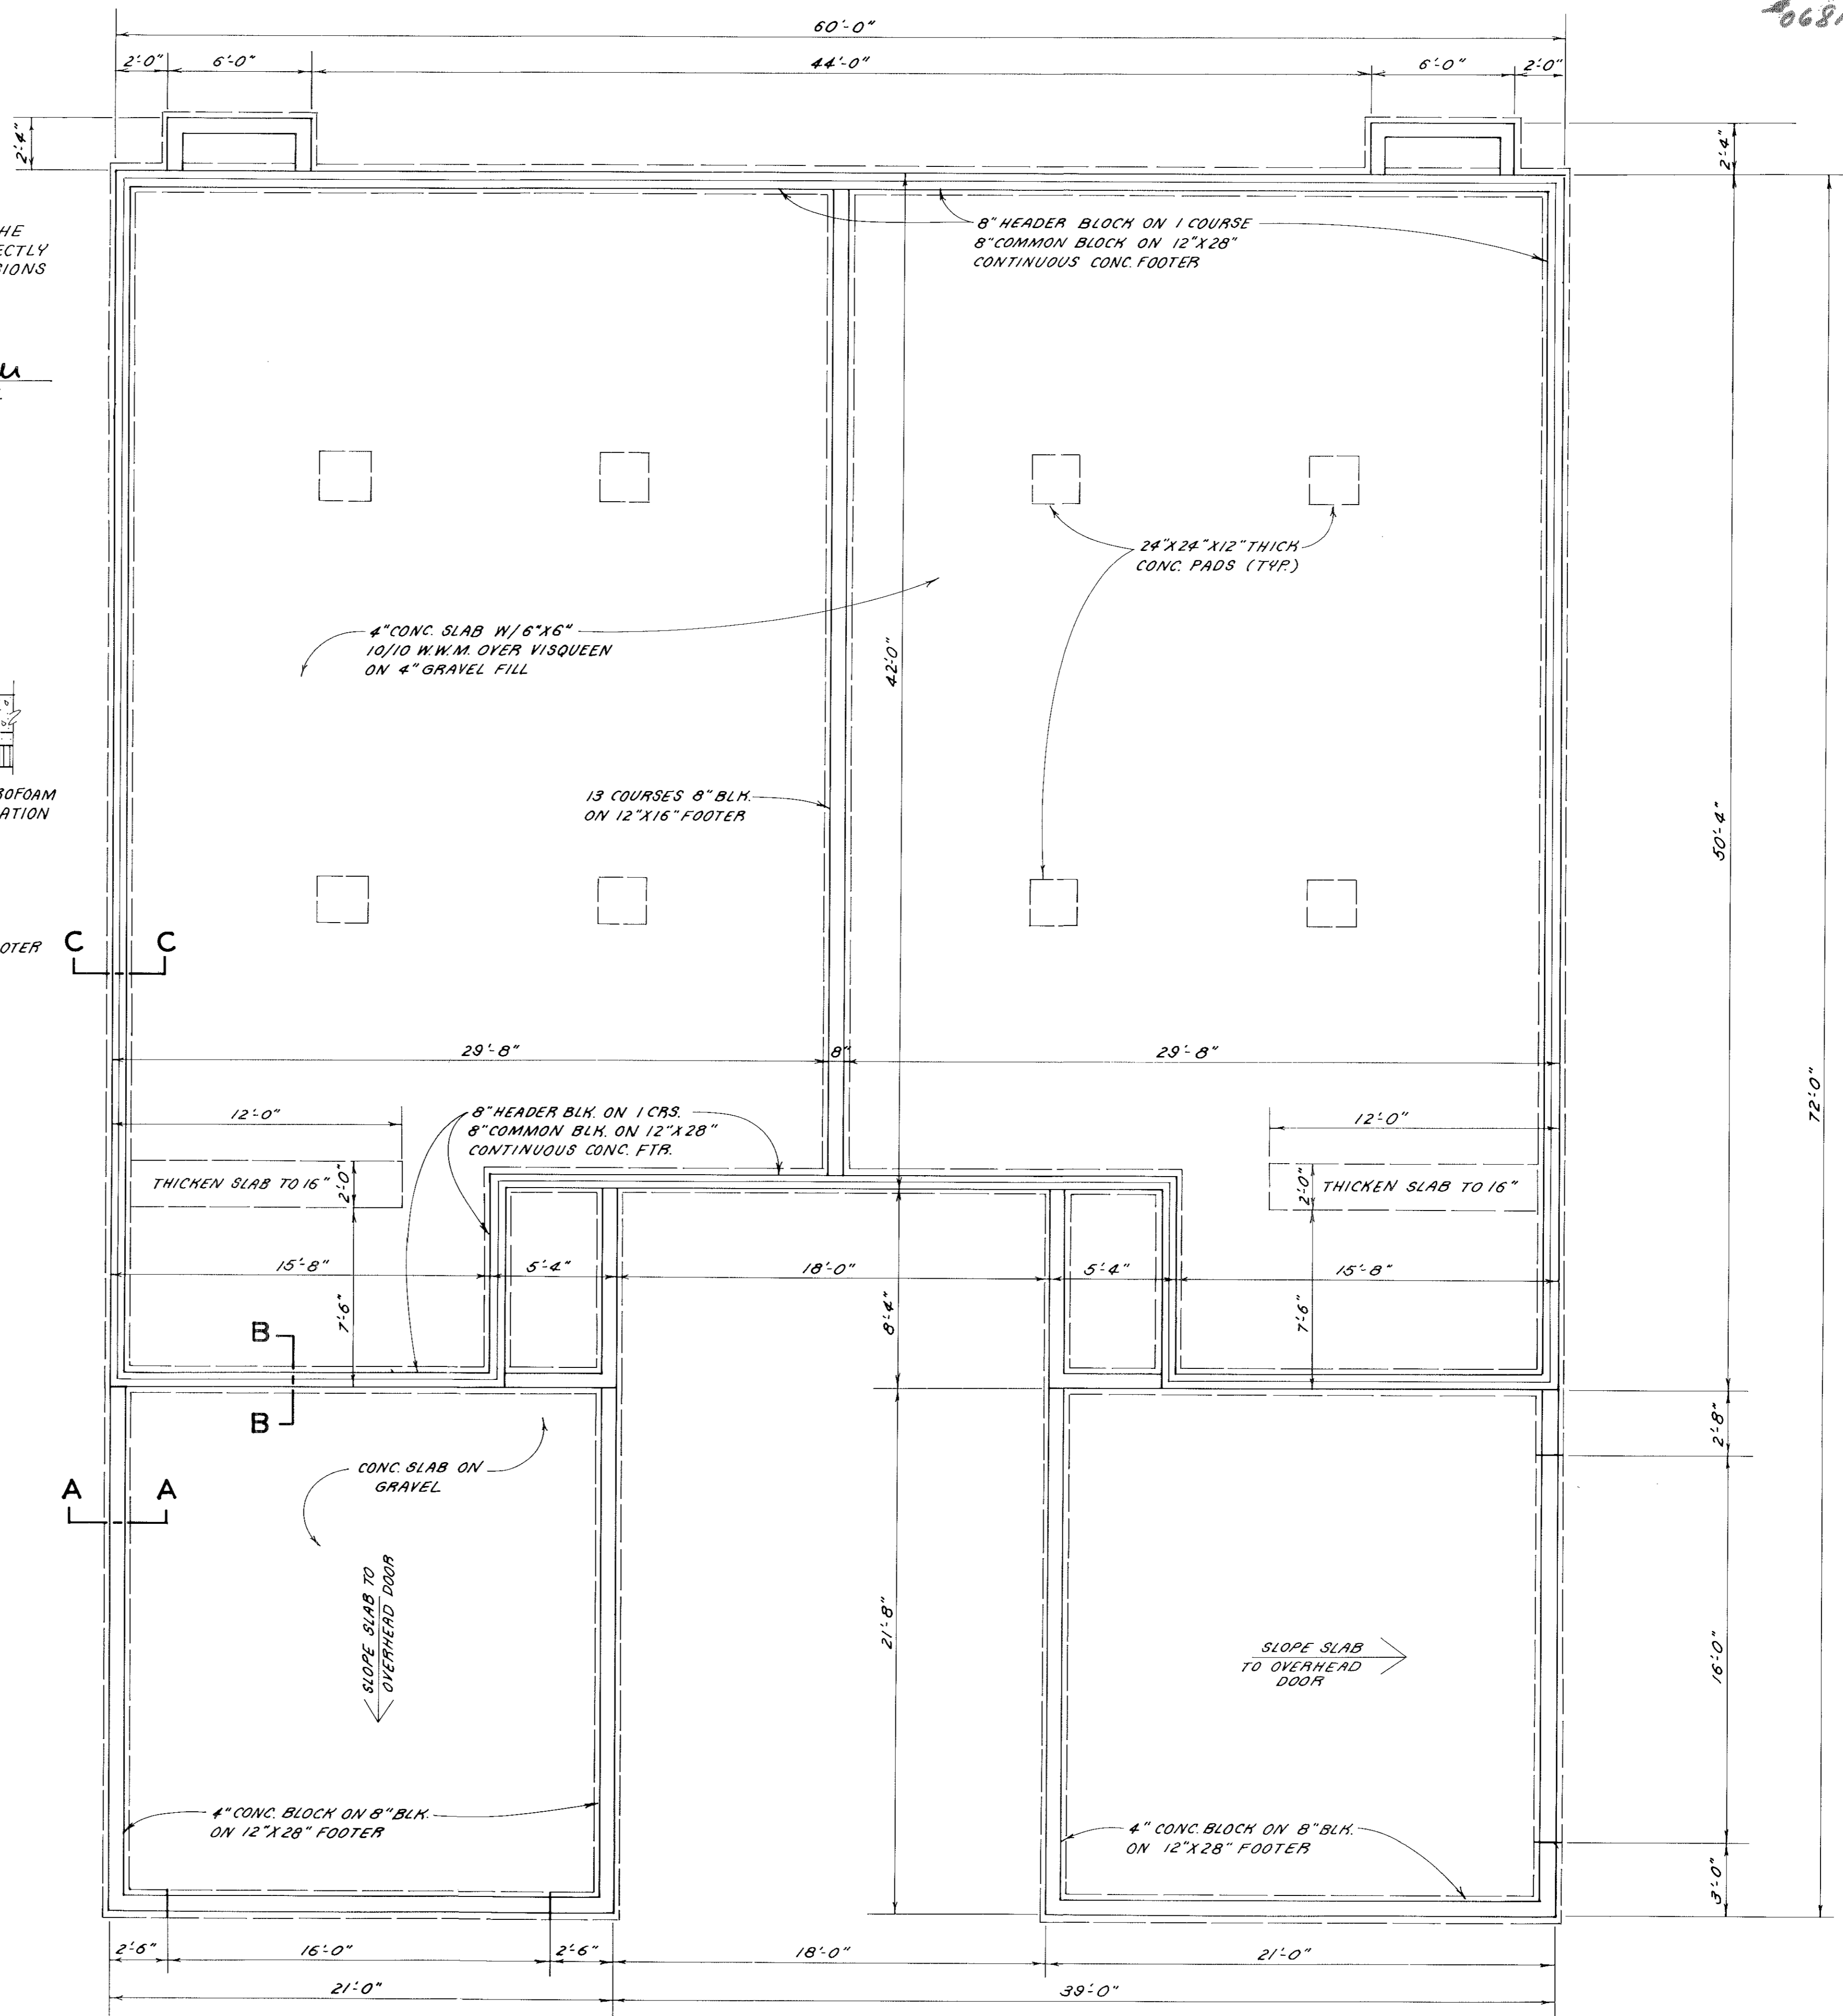 60'-0"
2'-0" 6'-0" 44'-0" 6'-0" 2'-0"
2'-4"
2'-4"
8" HEADER BLOCK ON 1 COURSE
8" COMMON BLOCK ON 12"X28"
CONTINUOUS CONC. FOOTER
24"X24"X12" THICK
CONC. PADS (TYP.)
4" CONC. SLAB W/ 6"X6"
10/10 W.W.M. OVER VISQUEEN
ON 4" GRAVEL FILL
42'-0"
13 COURSES 8" BLK.
ON 12"X16" FOOTER
50'-4"
72'-0"
OTER
C C
29'-8" 8" 29'-8"
12'-0"
8" HEADER BLK. ON 1 CRS.
8" COMMON BLK. ON 12"X28"
CONTINUOUS CONC. FTR.
12'-0"
THICKEN SLAB TO 16"
2'-0"
2'-0"
THICKEN SLAB TO 16"
15'-8" 5'-4" 18'-0" 5'-4" 15'-8"
7'-6"
8'-4"
7'-6"
B
B
2'-8"
CONC. SLAB ON
GRAVEL
A A
SLOPE SLAB TO
OVERHEAD DOOR
21'-8"
SLOPE SLAB
TO OVERHEAD
DOOR
16'-0"
4" CONC. BLOCK ON 8" BLK.
ON 12"X28" FOOTER
4" CONC. BLOCK ON 8" BLK.
ON 12"X28" FOOTER
3'-0"
2'-6" 16'-0" 2'-6" 18'-0" 21'-0"
21'-0" 39'-0"